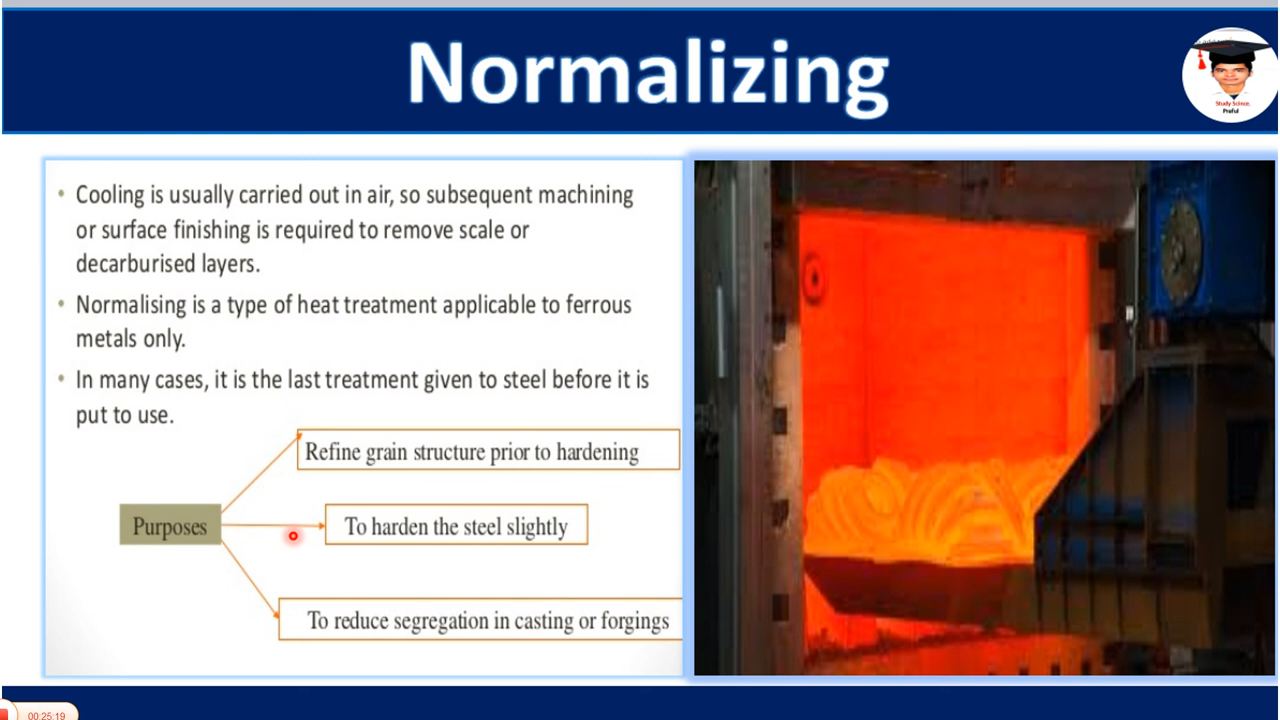 Normalizing
Study Science
Praful
• Cooling is usually carried out in air, so subsequent machining
or surface finishing is required to remove scale or
decarburised layers.
• Normalising is a type of heat treatment applicable to ferrous
metals only.
• In many cases, it is the last treatment given to steel before it is
put to use.
Refine grain structure prior to hardening
Purposes
To harden the steel slightly
To reduce segregation in casting or forgings
00:25:19